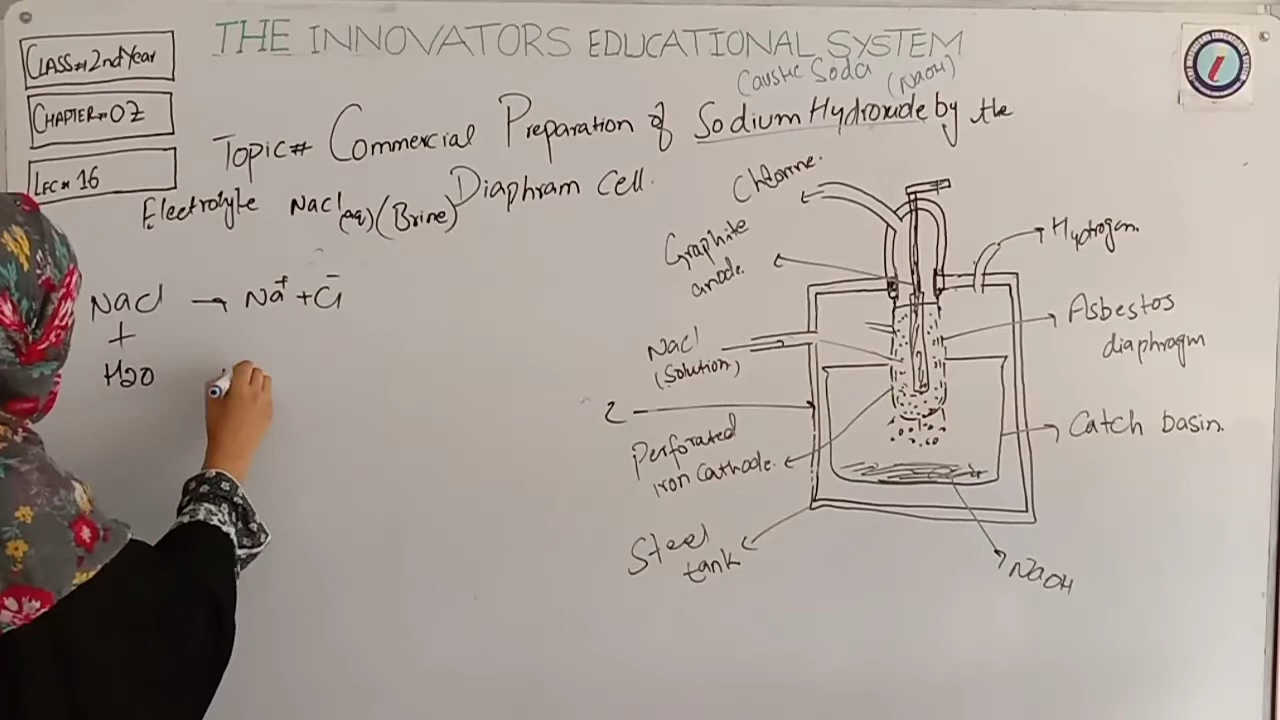 THE INNOVATORS EDUCATIONAL SYSTEM
CLASS# 2nd Year
CHAPTER# 02
LEC# 16
Caustic Soda (NaOH)
Topic# Commercial Preparation of Sodium Hydroxide by the
Diaphram Cell.
Electrolyte NaCl(aq) (Brine)
NaCl → Na+ + Cl-
+
H2O
Chlorine.
Graphite
anode.
NaCl
(Solution)
Perforated
iron cathode.
Steel
tank
Hydrogen.
Asbestos
diaphragm
Catch basin.
NaOH